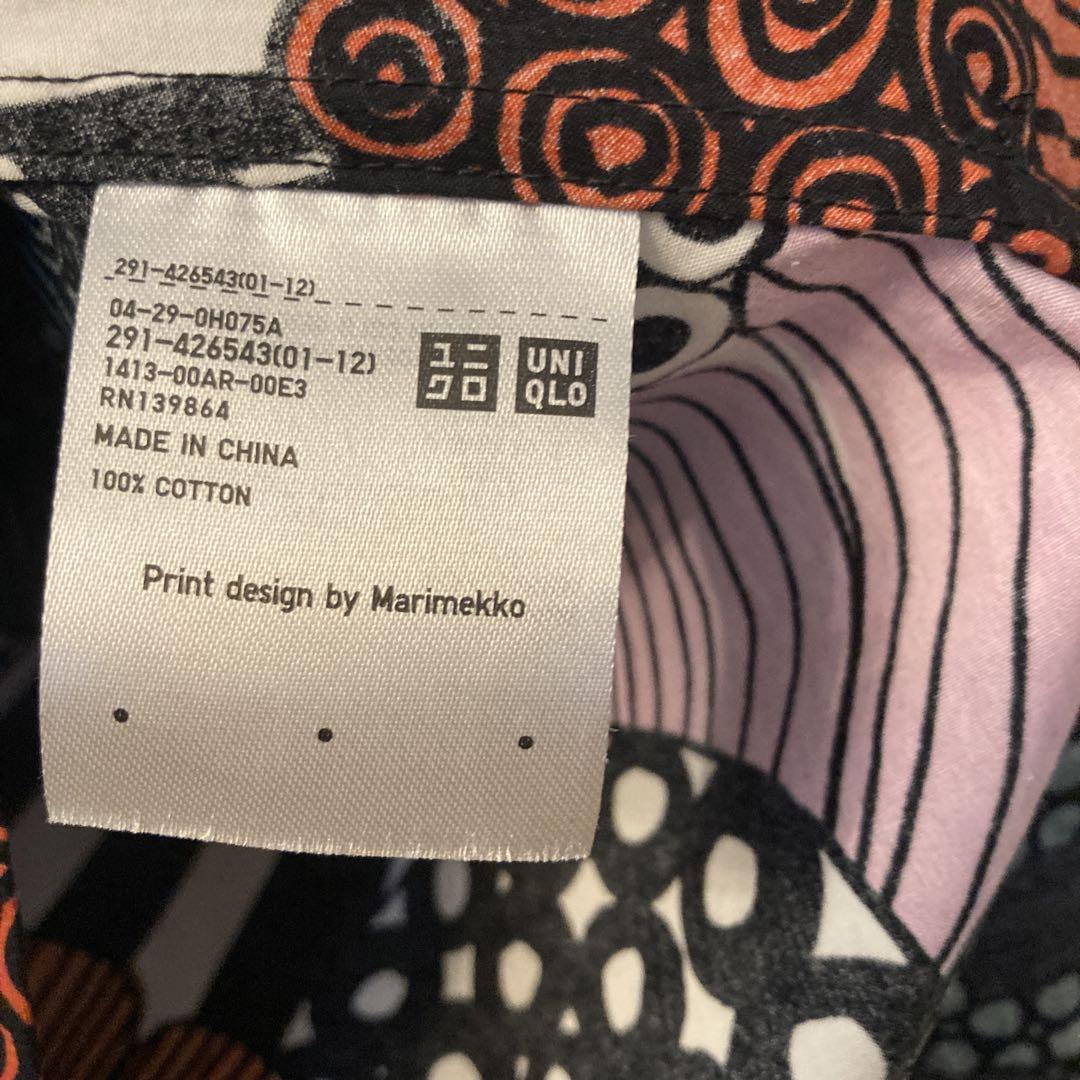 291-426543(01-12)
04-29-0H075A
291-426543(01-12)
1413-00AR-00E3
RN139864
MADE IN CHINA
100% COTTON
ユニ
クロ
UNI
QLO
Print design by Marimekko